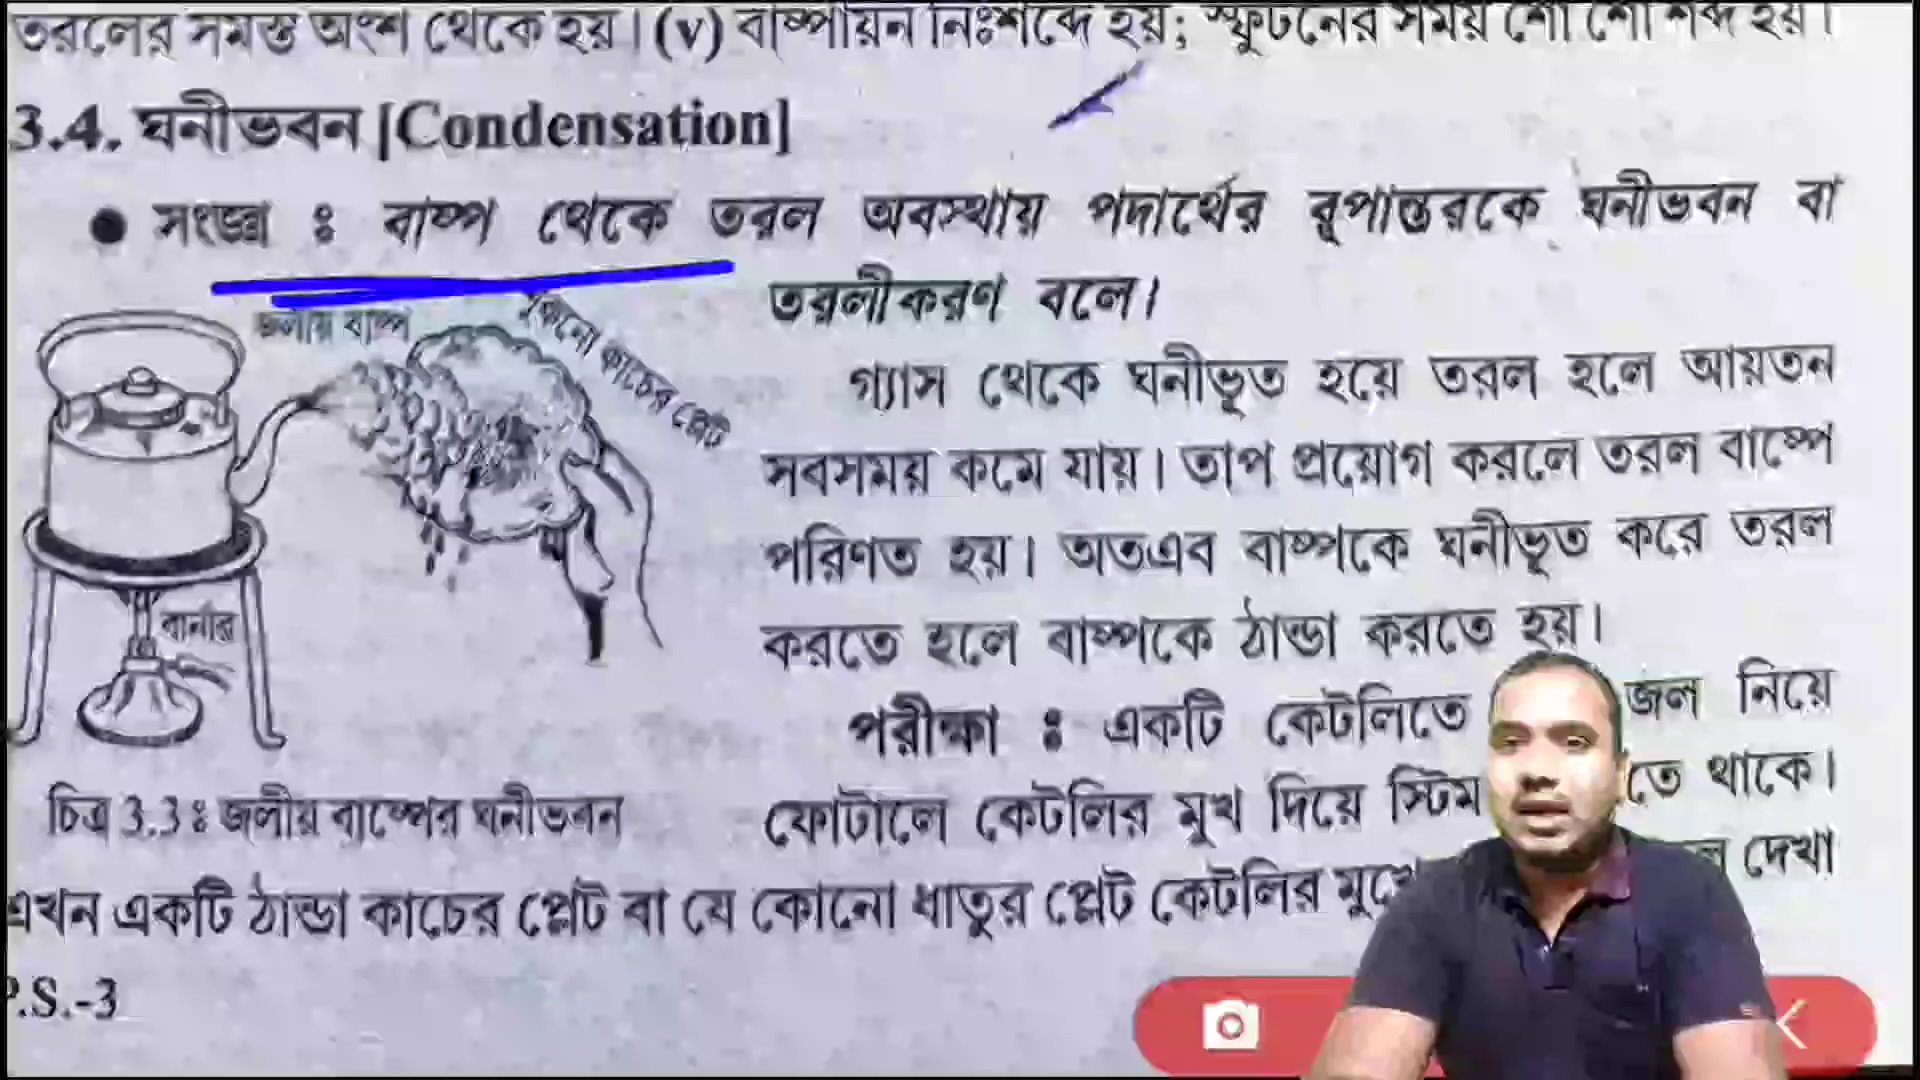 তরলের সমস্ত অংশ থেকে হয়। (v) বাষ্পায়ন নিঃশব্দে হয়; স্ফুটনের সময় শোঁ শোঁ শব্দ হয়।
3.4. ঘনীভবন [Condensation]
● সংজ্ঞা ঃ বাষ্প থেকে তরল অবস্থায় পদার্থের রূপান্তরকে ঘনীভবন বা
তরলীকরণ বলে।
জলীয় বাষ্প
শুকনো কাচের প্লেট
বার্নার
চিত্র 3.3 ঃ জলীয় বাষ্পের ঘনীভবন
গ্যাস থেকে ঘনীভূত হয়ে তরল হলে আয়তন
সবসময় কমে যায়। তাপ প্রয়োগ করলে তরল বাষ্পে
পরিণত হয়। অতএব বাষ্পকে ঘনীভূত করে তরল
করতে হলে বাষ্পকে ঠান্ডা করতে হয়।
পরীক্ষা ঃ একটি কেটলিতে জল নিয়ে
ফোটালে কেটলির মুখ দিয়ে স্টিম তে থাকে।
এখন একটি ঠান্ডা কাচের প্লেট বা যে কোনো ধাতুর প্লেট কেটলির মুখে দেখা
P.S.-3